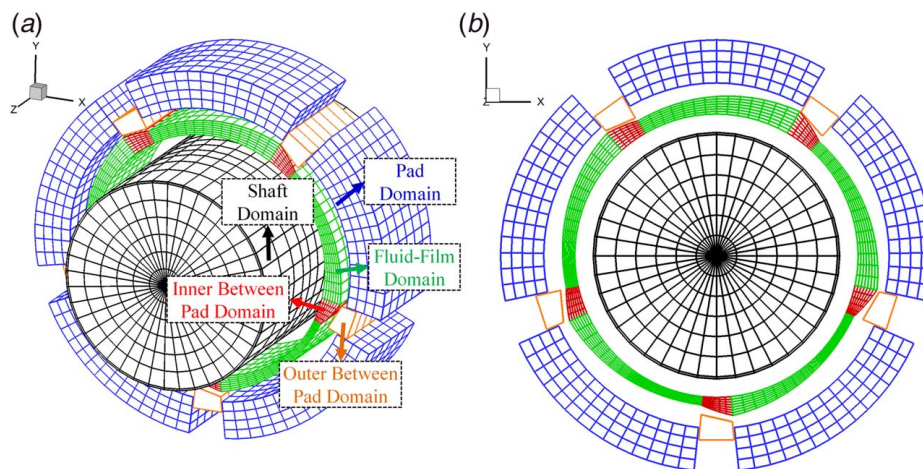 (a)
(b)
Y
Z
X
Y
Z
X
Shaft
Domain
Pad
Domain
Fluid-Film
Domain
Inner Between
Pad Domain
Outer Between
Pad Domain